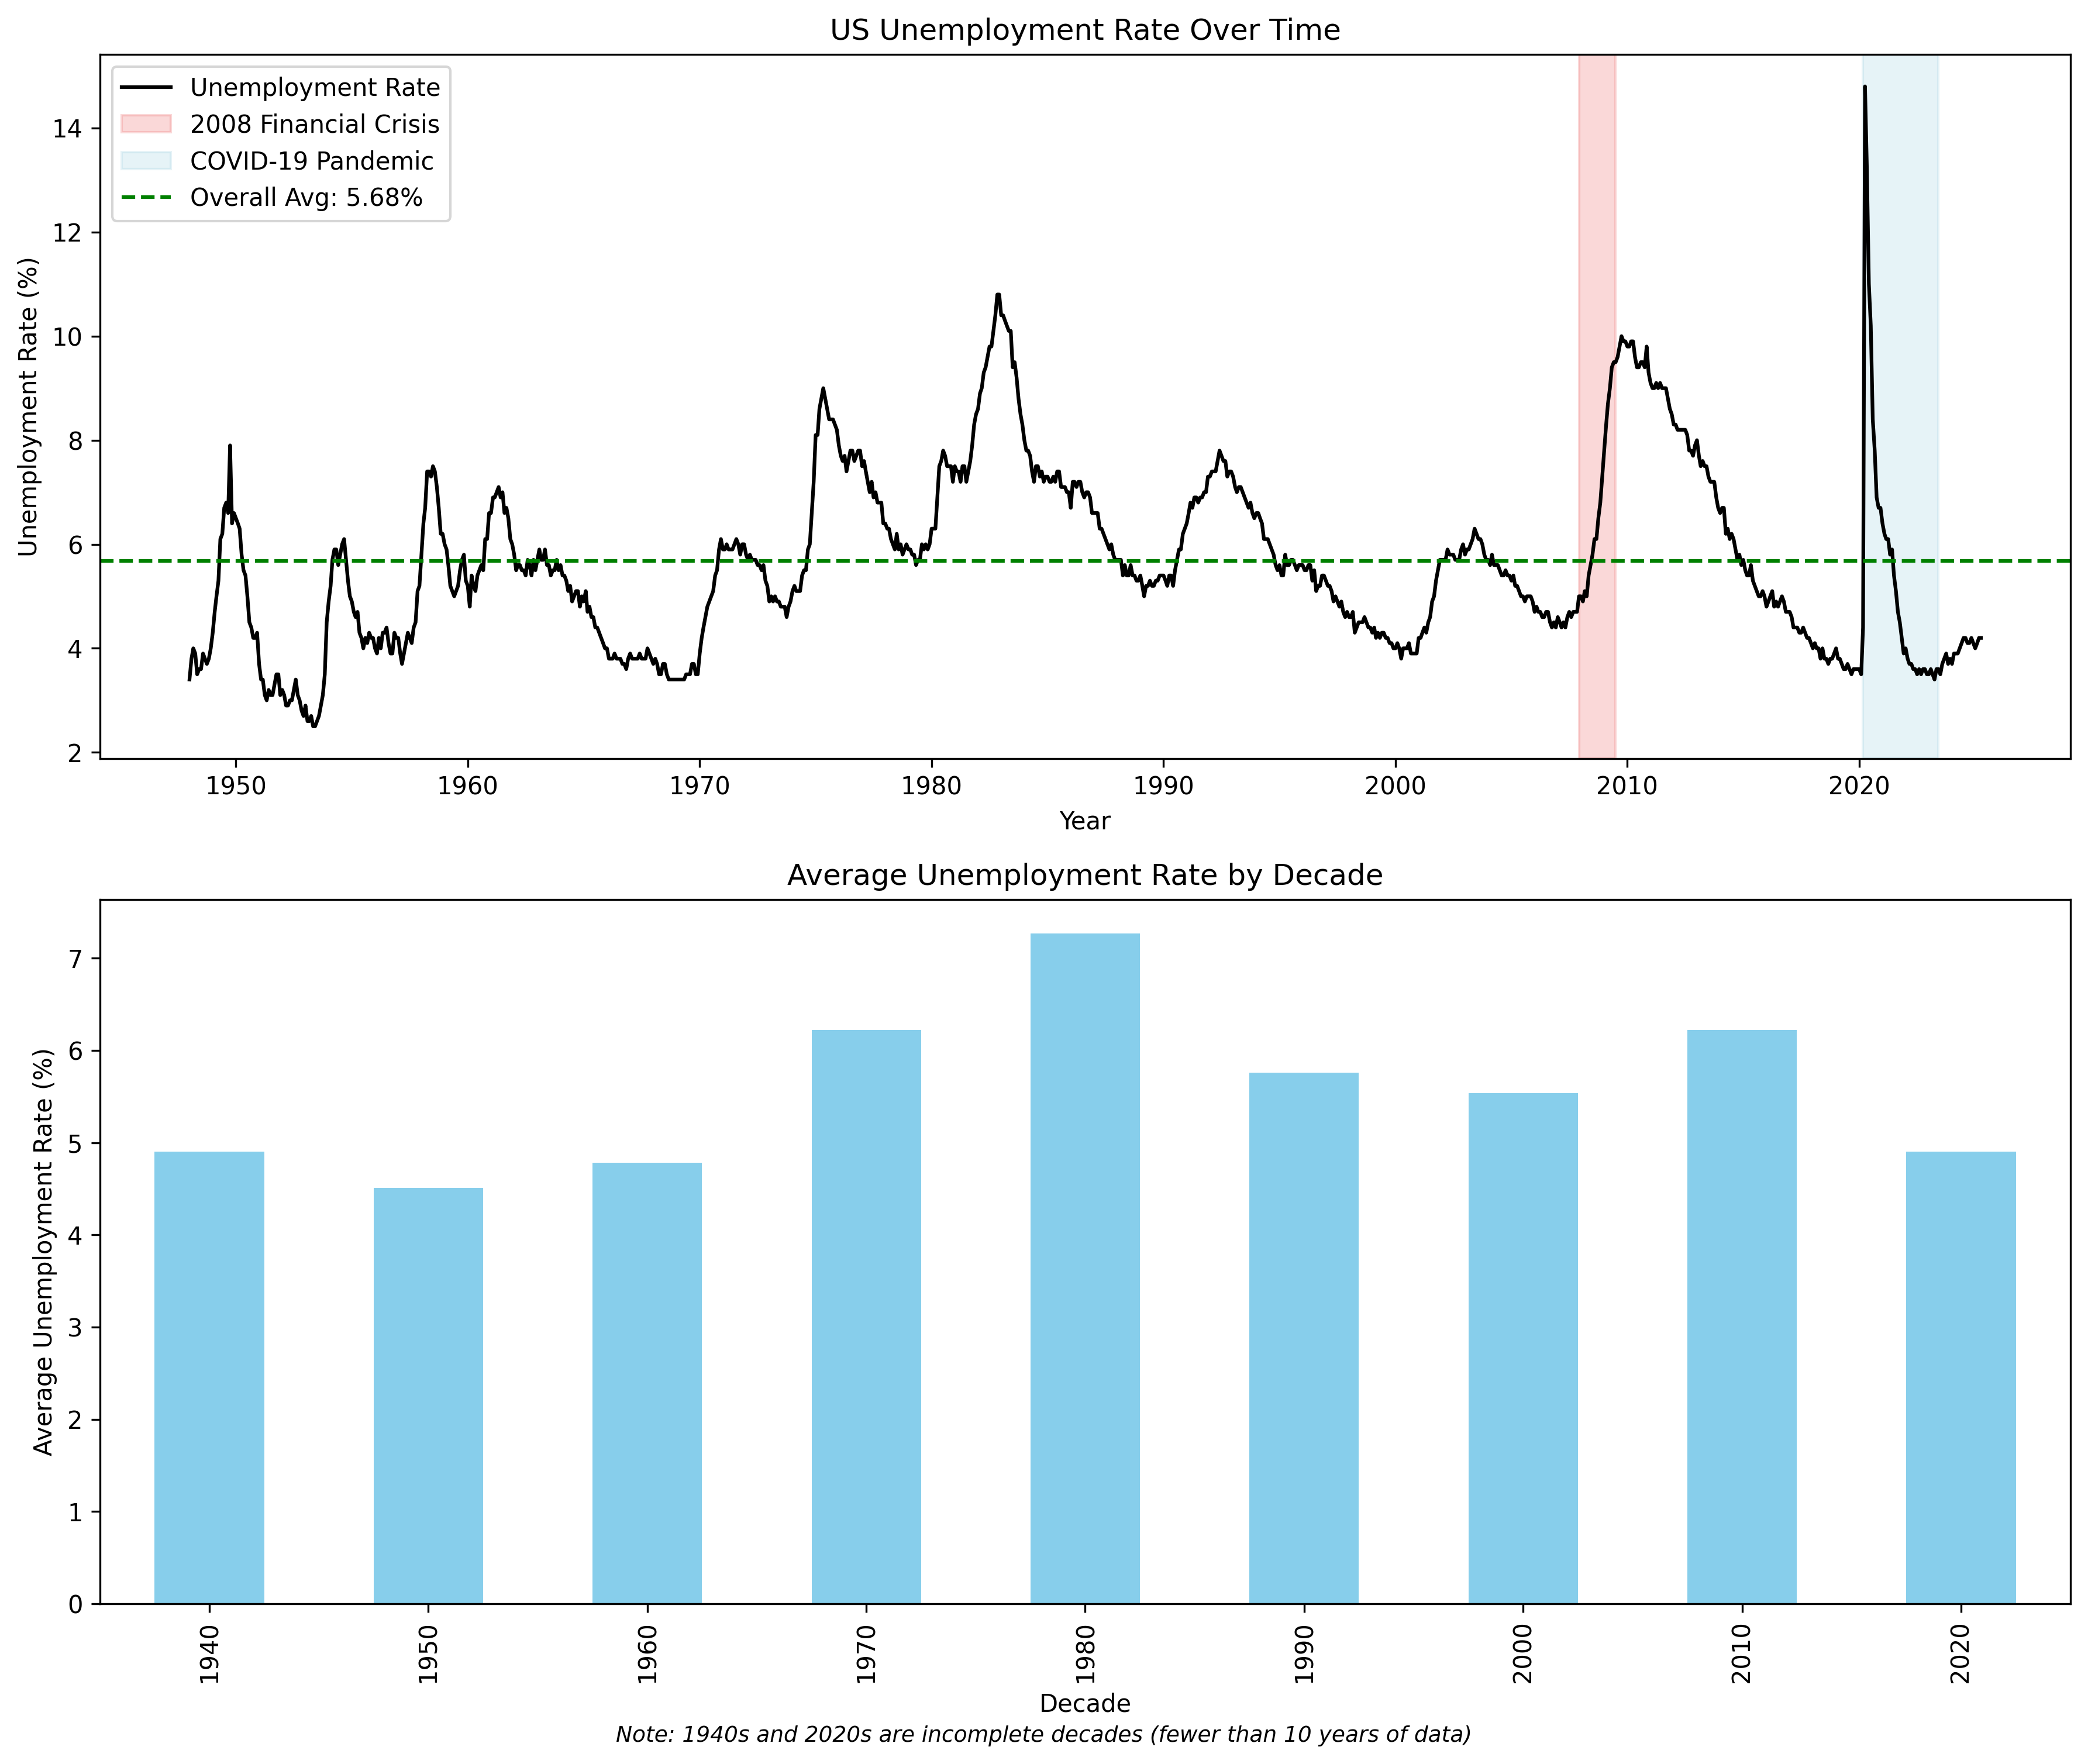 US Unemployment Rate Over Time
Unemployment Rate
2008 Financial Crisis
COVID-19 Pandemic
Overall Avg: 5.68%
Unemployment Rate (%)
14
12
10
8
6
4
2
1950 1960 1970 1980 1990 2000 2010 2020
Year
Average Unemployment Rate by Decade
Average Unemployment Rate (%)
7
6
5
4
3
2
1
0
1940 1950 1960 1970 1980 1990 2000 2010 2020
Decade
Note: 1940s and 2020s are incomplete decades (fewer than 10 years of data)